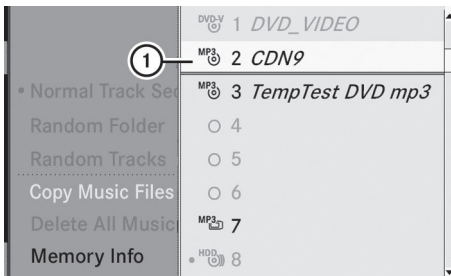 DVD-V 1 DVD_VIDEO
1 MP3 2 CDN9
• Normal Track Sec MP3 3 TempTest DVD mp3
Random Folder 4
Random Tracks 5
Copy Music Files 6
Delete All Music MP3 7
Memory Info • HDD 8